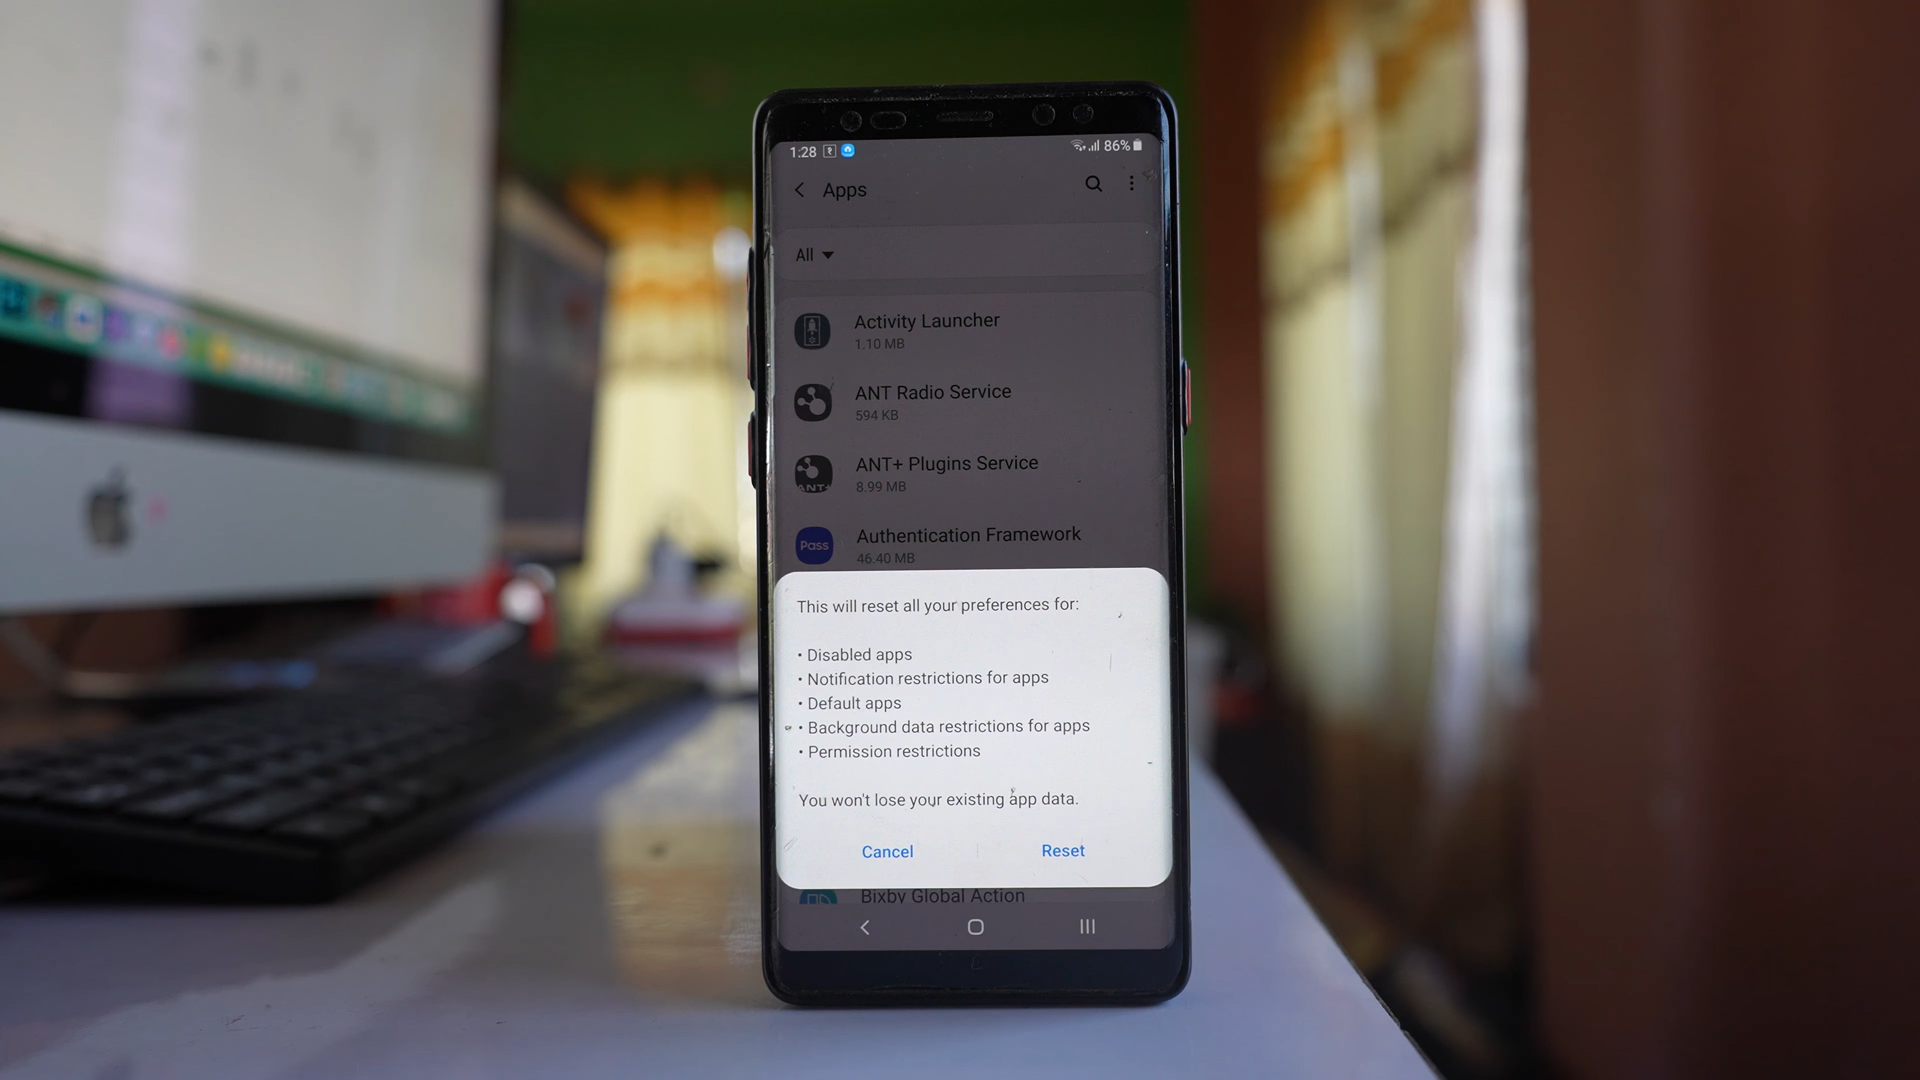 1:28 86%
Apps
All
Activity Launcher
1.10 MB
ANT Radio Service
594 KB
ANT+ Plugins Service
8.99 MB
ANT+
Authentication Framework
Pass
46.40 MB
This will reset all your preferences for:
• Disabled apps
• Notification restrictions for apps
• Default apps
• Background data restrictions for apps
• Permission restrictions
You won't lose your existing app data.
Cancel Reset
Bixby Global Action